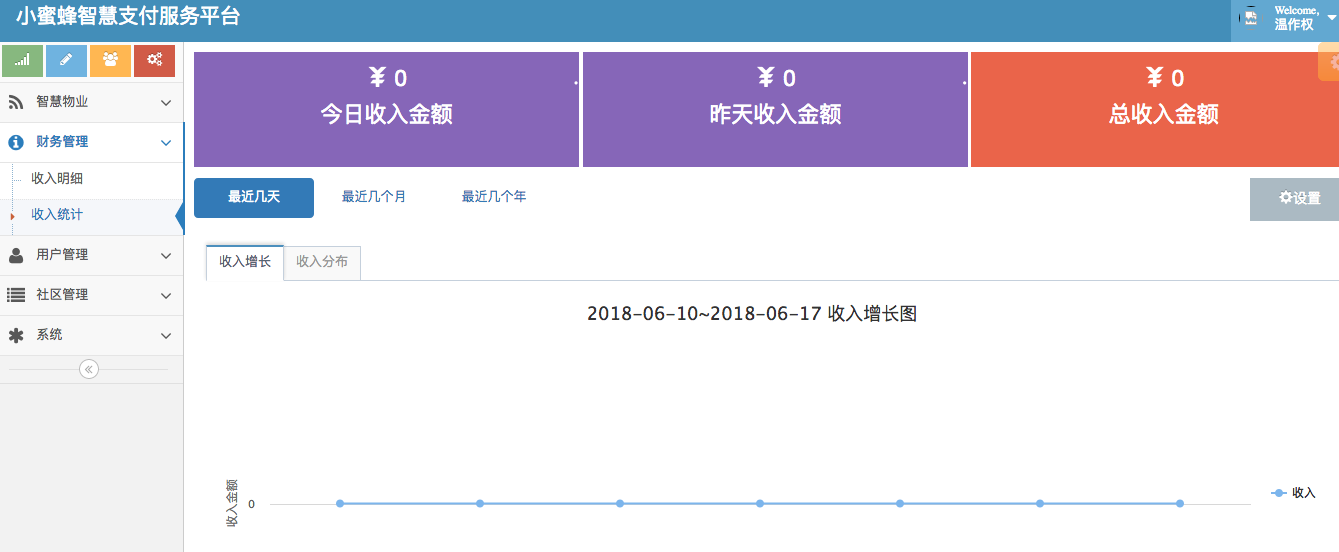 小蜜蜂智慧支付服务平台
Welcome,
温作权
智慧物业
财务管理
收入明细
收入统计
用户管理
社区管理
系统
¥ 0
今日收入金额
¥ 0
昨天收入金额
¥ 0
总收入金额
最近几天
最近几个月
最近几个年
设置
收入增长
收入分布
2018-06-10~2018-06-17 收入增长图
收入金额
0
收入